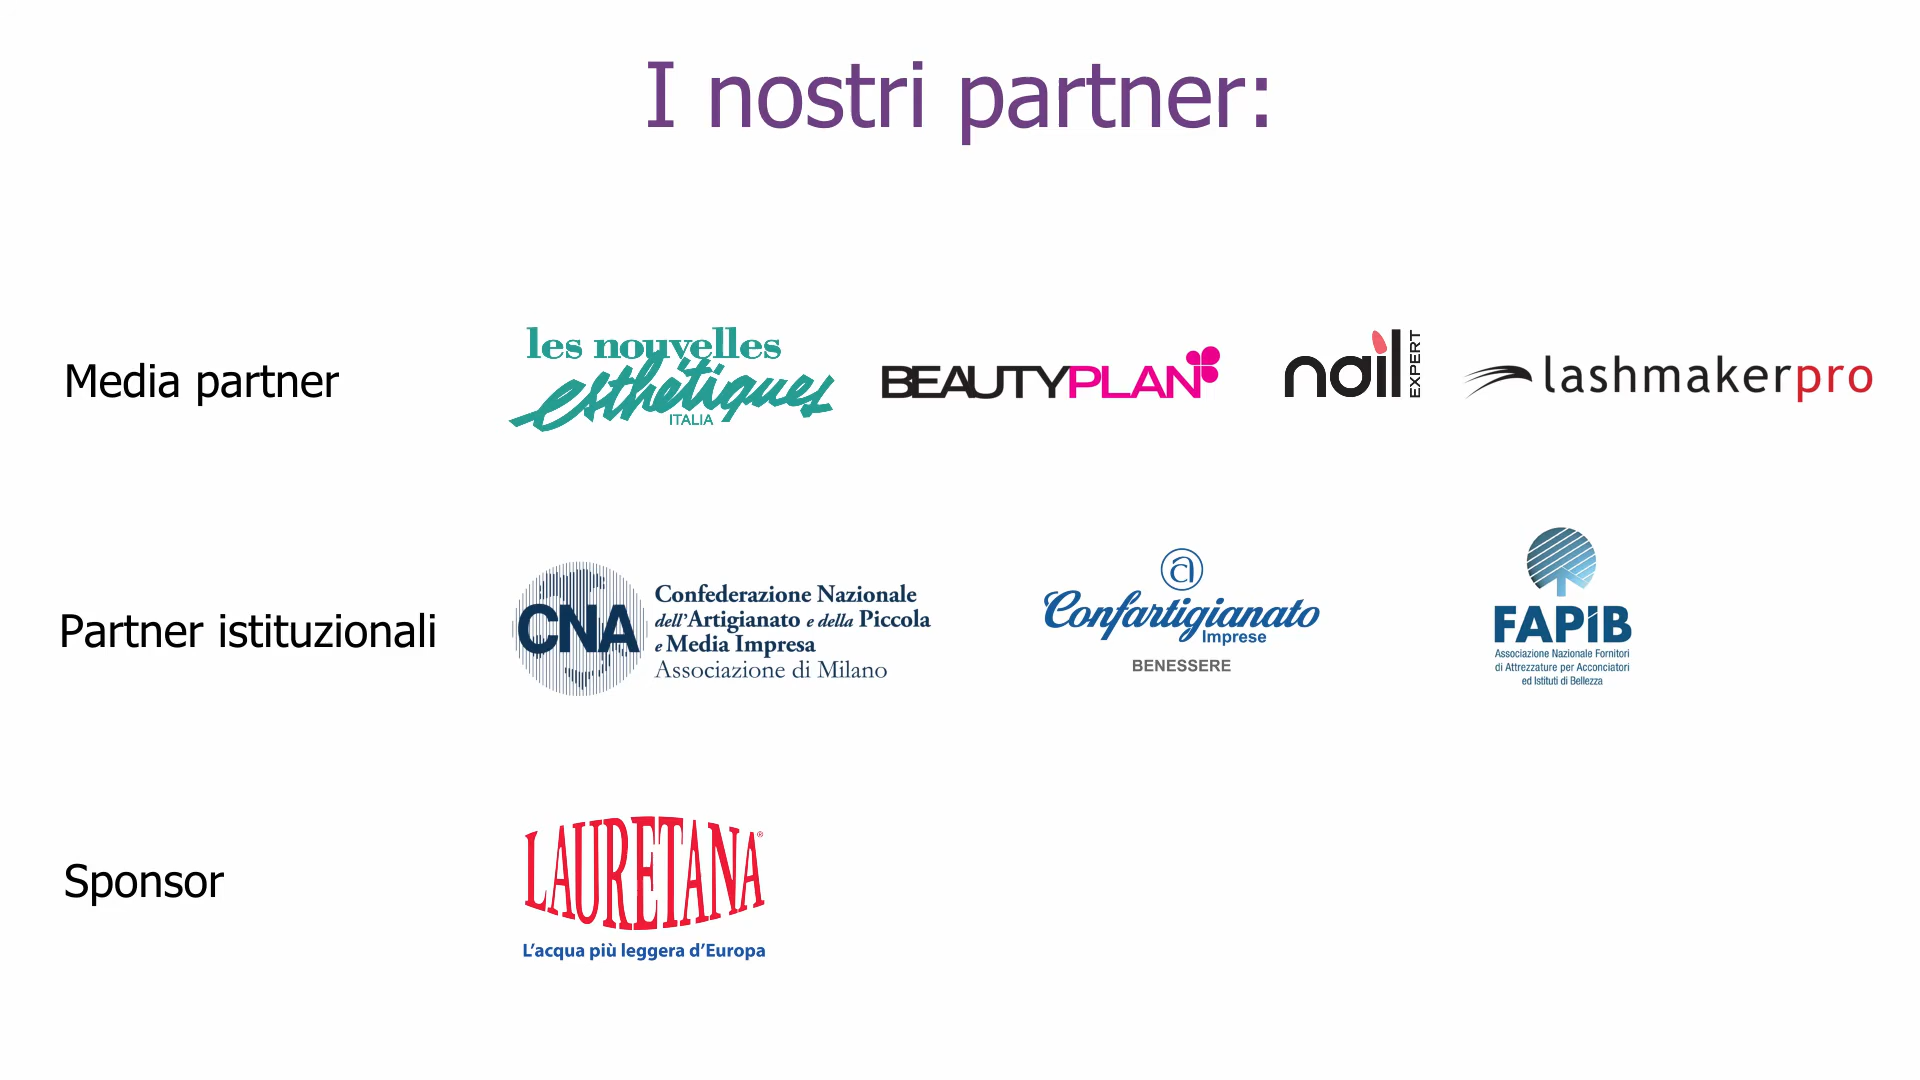 I nostri partner:
Media partner
les nouvelles
esthétiques
ITALIA
BEAUTYPLAN
nail
EXPERT
lashmakerpro
Partner istituzionali
CNA
Confederazione Nazionale
dell'Artigianato e della Piccola
e Media Impresa
Associazione di Milano
a
Confartigianato
Imprese
BENESSERE
FAPIB
Associazione Nazionale Fornitori
di Attrezzature per Acconciatori
ed Istituti di Bellezza
Sponsor
LAURETANA®
L'acqua più leggera d'Europa